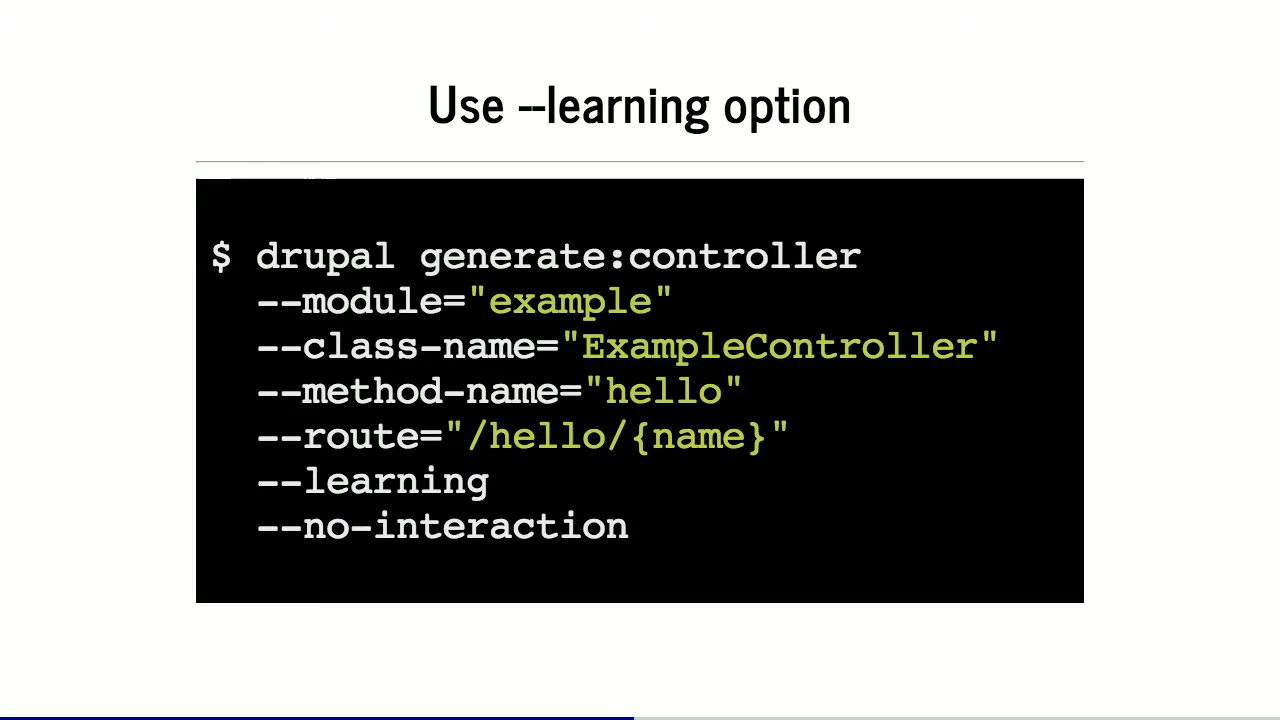 Use --learning option
$ drupal generate:controller
--module="example"
--class-name="ExampleController"
--method-name="hello"
--route="/hello/{name}"
--learning
--no-interaction